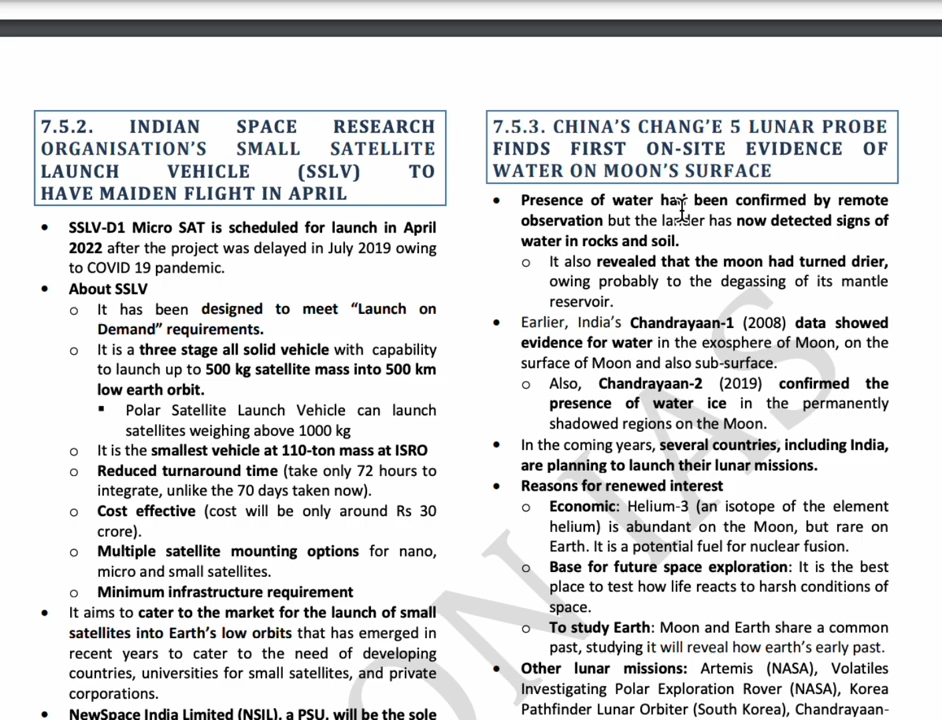 7.5.2. INDIAN SPACE RESEARCH
ORGANISATION'S SMALL SATELLITE
LAUNCH VEHICLE (SSLV) TO
HAVE MAIDEN FLIGHT IN APRIL
• SSLV-D1 Micro SAT is scheduled for launch in April
2022 after the project was delayed in July 2019 owing
to COVID 19 pandemic.
• About SSLV
o It has been designed to meet "Launch on
Demand" requirements.
o It is a three stage all solid vehicle with capability
to launch up to 500 kg satellite mass into 500 km
low earth orbit.
▪ Polar Satellite Launch Vehicle can launch
satellites weighing above 1000 kg
o It is the smallest vehicle at 110-ton mass at ISRO
o Reduced turnaround time (take only 72 hours to
integrate, unlike the 70 days taken now).
o Cost effective (cost will be only around Rs 30
crore).
o Multiple satellite mounting options for nano,
micro and small satellites.
o Minimum infrastructure requirement
• It aims to cater to the market for the launch of small
satellites into Earth's low orbits that has emerged in
recent years to cater to the need of developing
countries, universities for small satellites, and private
corporations.
• NewSpace India Limited (NSIL), a PSU, will be the sole
7.5.3. CHINA'S CHANG'E 5 LUNAR PROBE
FINDS FIRST ON-SITE EVIDENCE OF
WATER ON MOON'S SURFACE
• Presence of water had been confirmed by remote
observation but the lander has now detected signs of
water in rocks and soil.
o It also revealed that the moon had turned drier,
owing probably to the degassing of its mantle
reservoir.
• Earlier, India's Chandrayaan-1 (2008) data showed
evidence for water in the exosphere of Moon, on the
surface of Moon and also sub-surface.
o Also, Chandrayaan-2 (2019) confirmed the
presence of water ice in the permanently
shadowed regions on the Moon.
• In the coming years, several countries, including India,
are planning to launch their lunar missions.
• Reasons for renewed interest
o Economic: Helium-3 (an isotope of the element
helium) is abundant on the Moon, but rare on
Earth. It is a potential fuel for nuclear fusion.
o Base for future space exploration: It is the best
place to test how life reacts to harsh conditions of
space.
o To study Earth: Moon and Earth share a common
past, studying it will reveal how earth's early past.
• Other lunar missions: Artemis (NASA), Volatiles
Investigating Polar Exploration Rover (NASA), Korea
Pathfinder Lunar Orbiter (South Korea), Chandrayaan-
ON IAS